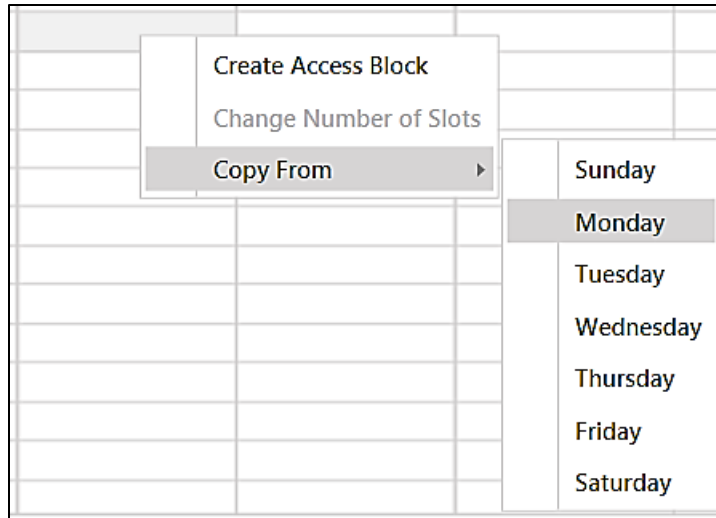 Create Access Block
Change Number of Slots
Copy From
Sunday
Monday
Tuesday
Wednesday
Thursday
Friday
Saturday